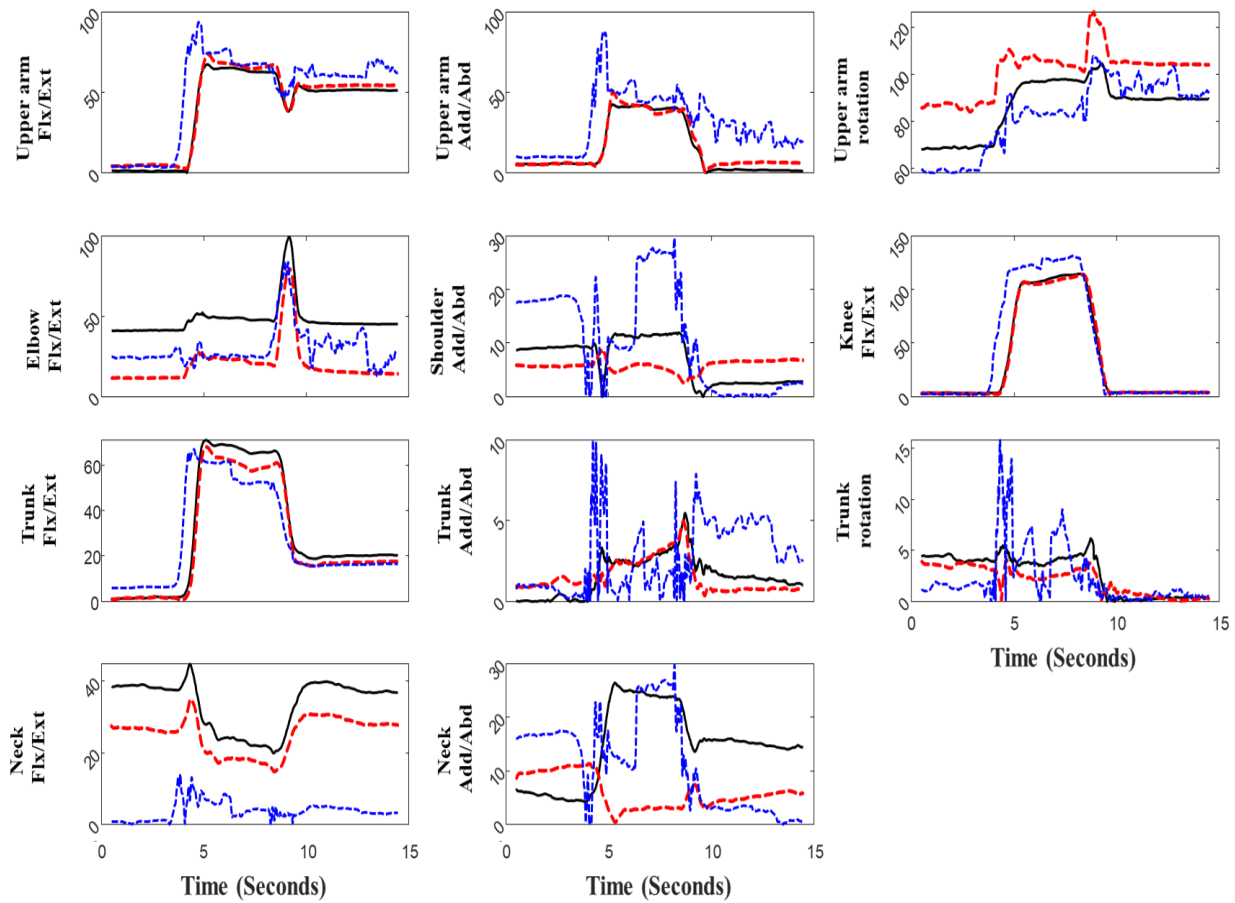 Upper arm
Flx/Ext
100
50
0
Upper arm
Add/Abd
100
50
0
Upper arm
rotation
120
100
80
60
Elbow
Flx/Ext
100
50
0
Shoulder
Add/Abd
30
20
10
0
Knee
Flx/Ext
150
100
50
0
Trunk
Flx/Ext
60
40
20
0
Trunk
Add/Abd
10
5
0
Trunk
rotation
15
10
5
0
0 5 10 15
Time (Seconds)
Neck
Flx/Ext
40
20
0
5 10 15
Time (Seconds)
Neck
Add/Abd
30
20
10
0
0 5 10 15
Time (Seconds)